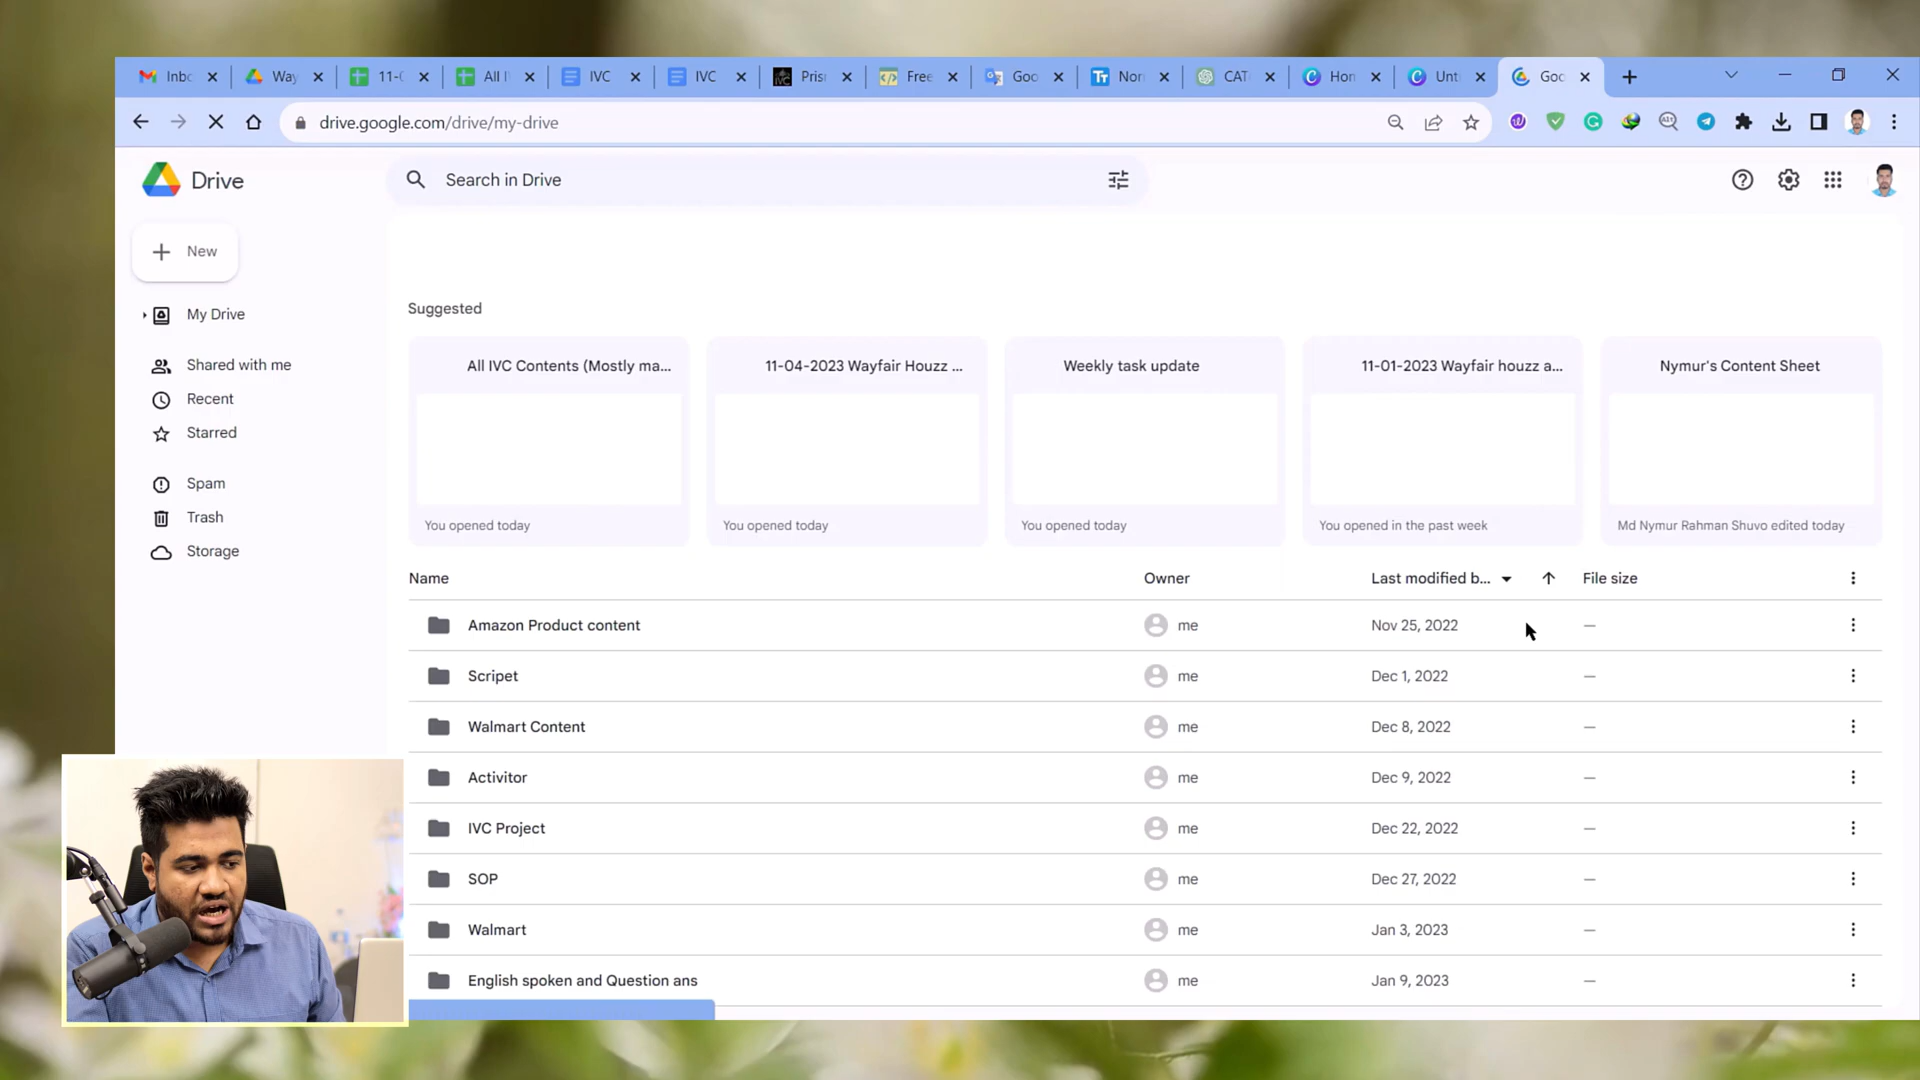 Inbc
Way
11-0
All I
IVC
IVC
Pris
Free
Goo
Nor
CAT
Hon
Unt
Goo
drive.google.com/drive/my-drive
Drive
Search in Drive
New
My Drive
Shared with me
Recent
Starred
Spam
Trash
Storage
Suggested
All IVC Contents (Mostly ma...
You opened today
11-04-2023 Wayfair Houzz ...
You opened today
Weekly task update
You opened today
11-01-2023 Wayfair houzz a...
You opened in the past week
Nymur's Content Sheet
Md Nymur Rahman Shuvo edited today
Name Owner Last modified b... File size
Amazon Product content me Nov 25, 2022 —
Scripet me Dec 1, 2022 —
Walmart Content me Dec 8, 2022 —
Activitor me Dec 9, 2022 —
IVC Project me Dec 22, 2022 —
SOP me Dec 27, 2022 —
Walmart me Jan 3, 2023 —
English spoken and Question ans me Jan 9, 2023 —